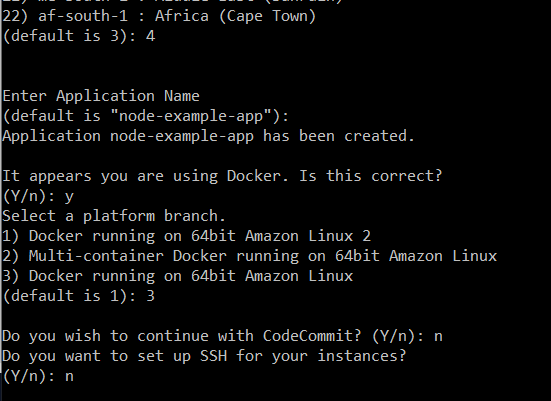 22) af-south-1 : Africa (Cape Town)
(default is 3): 4
Enter Application Name
(default is "node-example-app"):
Application node-example-app has been created.
It appears you are using Docker. Is this correct?
(Y/n): y
Select a platform branch.
1) Docker running on 64bit Amazon Linux 2
2) Multi-container Docker running on 64bit Amazon Linux
3) Docker running on 64bit Amazon Linux
(default is 1): 3
Do you wish to continue with CodeCommit? (Y/n): n
Do you want to set up SSH for your instances?
(Y/n): n